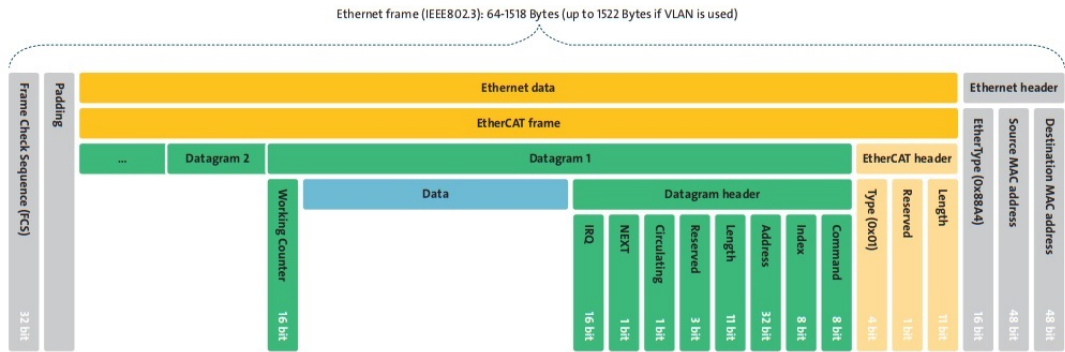 Ethernet frame (IEEE802.3): 64-1518 Bytes (up to 1522 Bytes if VLAN is used)
Frame Check Sequence (FCS)
32 bit
Padding
Ethernet data
Ethernet header
EtherCAT frame
...
Datagram 2
Datagram 1
EtherCAT header
Working Counter
16 bit
Data
Datagram header
IRQ
16 bit
NEXT
1 bit
Circulating
1 bit
Reserved
3 bit
Length
11 bit
Address
32 bit
Index
8 bit
Command
8 bit
Type (0x01)
4 bit
Reserved
1 bit
Length
11 bit
EtherType (0x88A4)
16 bit
Source MAC address
48 bit
Destination MAC address
48 bit